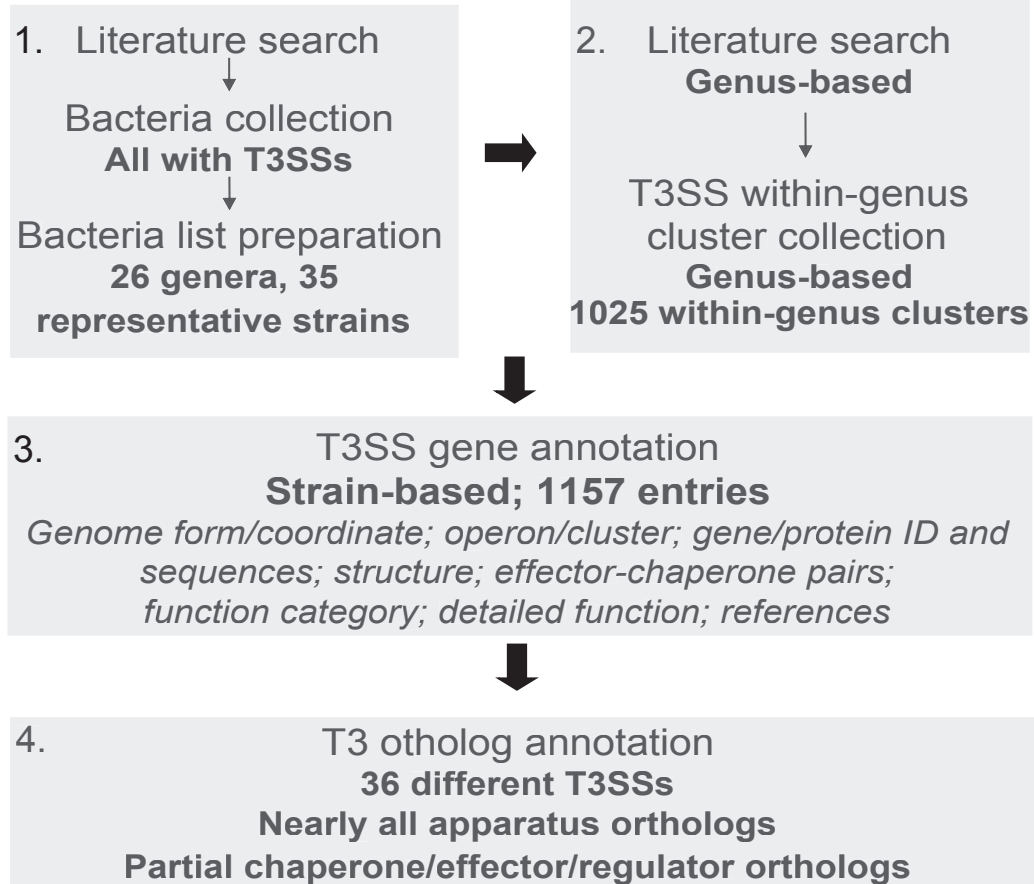 1. Literature search
Bacteria collection
All with T3SSs
Bacteria list preparation
26 genera, 35
representative strains
2. Literature search
Genus-based
T3SS within-genus
cluster collection
Genus-based
1025 within-genus clusters
3. T3SS gene annotation
Strain-based; 1157 entries
Genome form/coordinate; operon/cluster; gene/protein ID and
sequences; structure; effector-chaperone pairs;
function category; detailed function; references
4. T3 otholog annotation
36 different T3SSs
Nearly all apparatus orthologs
Partial chaperone/effector/regulator orthologs